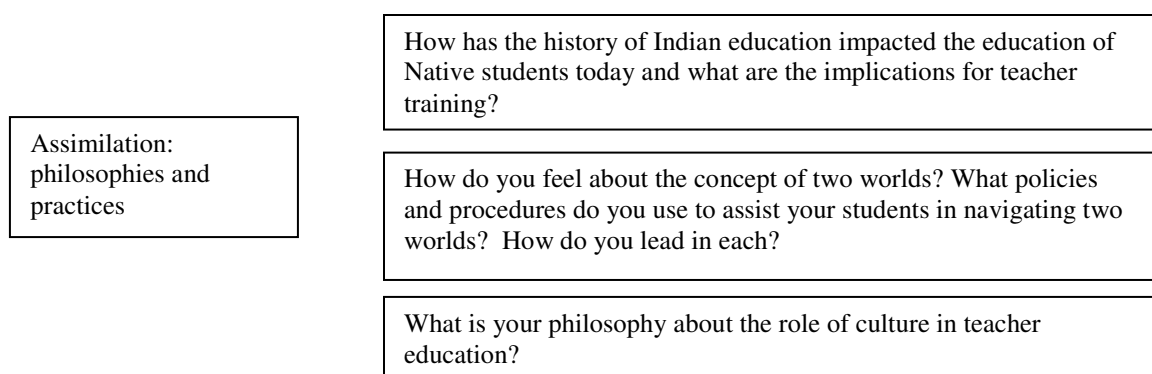 Assimilation:
philosophies and
practices
How has the history of Indian education impacted the education of
Native students today and what are the implications for teacher
training?
How do you feel about the concept of two worlds? What policies
and procedures do you use to assist your students in navigating two
worlds?  How do you lead in each?
What is your philosophy about the role of culture in teacher
education?